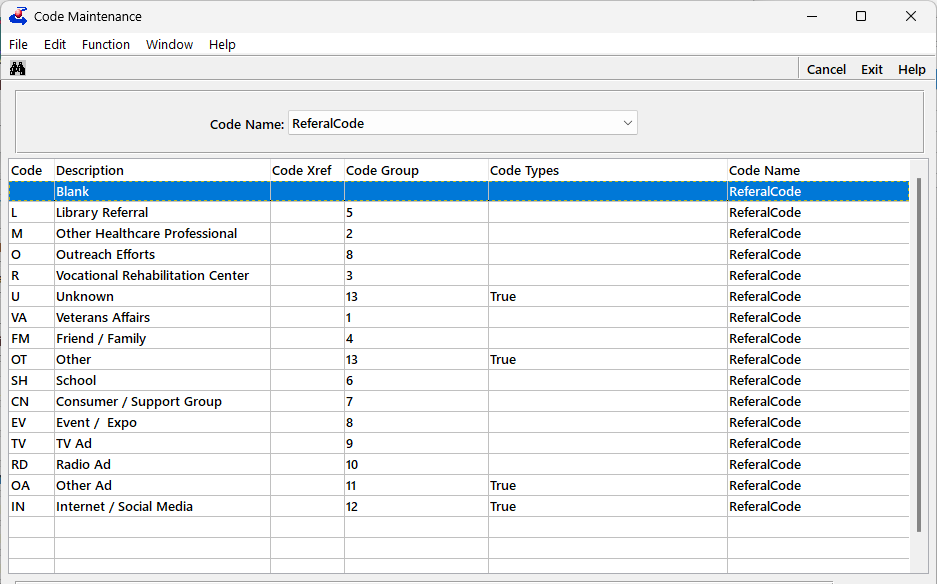 Code Maintenance
File Edit Function Window Help
Cancel Exit Help
Code Name: ReferalCode
Code Description Code Xref Code Group Code Types Code Name
Blank ReferalCode
L Library Referral 5 ReferalCode
M Other Healthcare Professional 2 ReferalCode
O Outreach Efforts 8 ReferalCode
R Vocational Rehabilitation Center 3 ReferalCode
U Unknown 13 True ReferalCode
VA Veterans Affairs 1 ReferalCode
FM Friend / Family 4 ReferalCode
OT Other 13 True ReferalCode
SH School 6 ReferalCode
CN Consumer / Support Group 7 ReferalCode
EV Event / Expo 8 ReferalCode
TV TV Ad 9 ReferalCode
RD Radio Ad 10 ReferalCode
OA Other Ad 11 True ReferalCode
IN Internet / Social Media 12 True ReferalCode